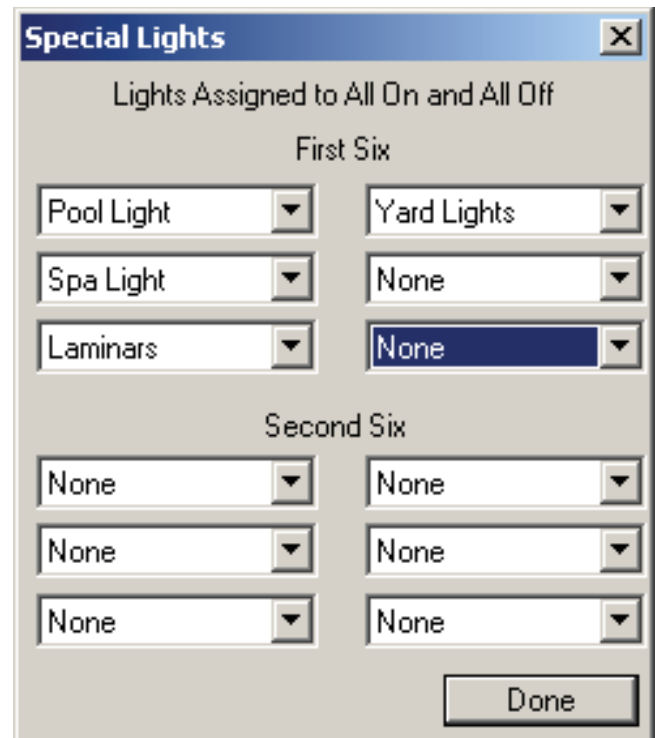 Special Lights
Lights Assigned to All On and All Off
First Six
Pool Light Yard Lights
Spa Light None
Laminars None
Second Six
None None
None None
None None
Done